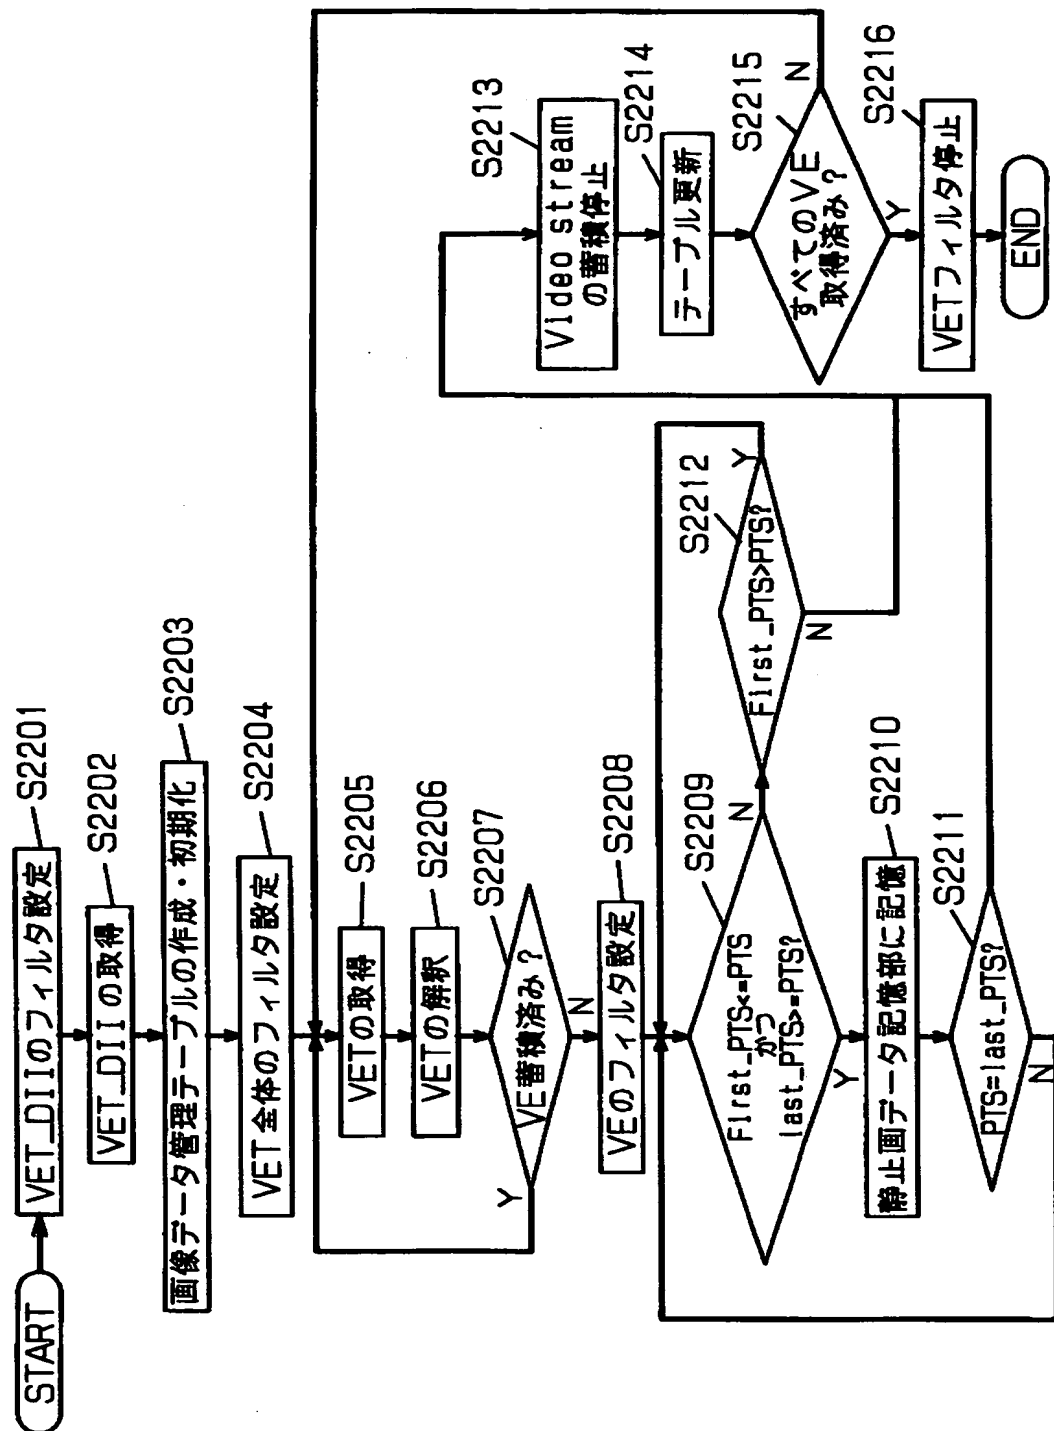 START
VET_DIIのフィルタ設定
S2201
VET_DIIの取得
S2202
画像データ管理テーブルの作成・初期化
S2203
VET全体のフィルタ設定
S2204
VETの取得
S2205
VETの解釈
S2206
VE蓄積済み?
S2207
Y
N
VEのフィルタ設定
S2208
First_PTS<=PTS
かつ
last_PTS>=PTS?
S2209
N
Y
静止画データ記憶部に記憶
S2210
PTS=last_PTS?
S2211
N
First_PTS>PTS?
S2212
Y
N
Video stream
の蓄積停止
S2213
テーブル更新
S2214
すべてのVE
取得済み?
S2215
N
Y
VETフィルタ停止
S2216
END